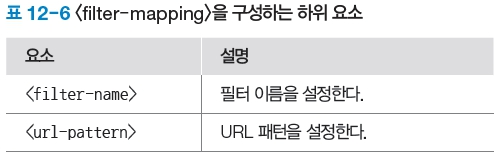 표 12-6 <filter-mapping>을 구성하는 하위 요소
요소 설명
<filter-name> 필터 이름을 설정한다.
<url-pattern> URL 패턴을 설정한다.